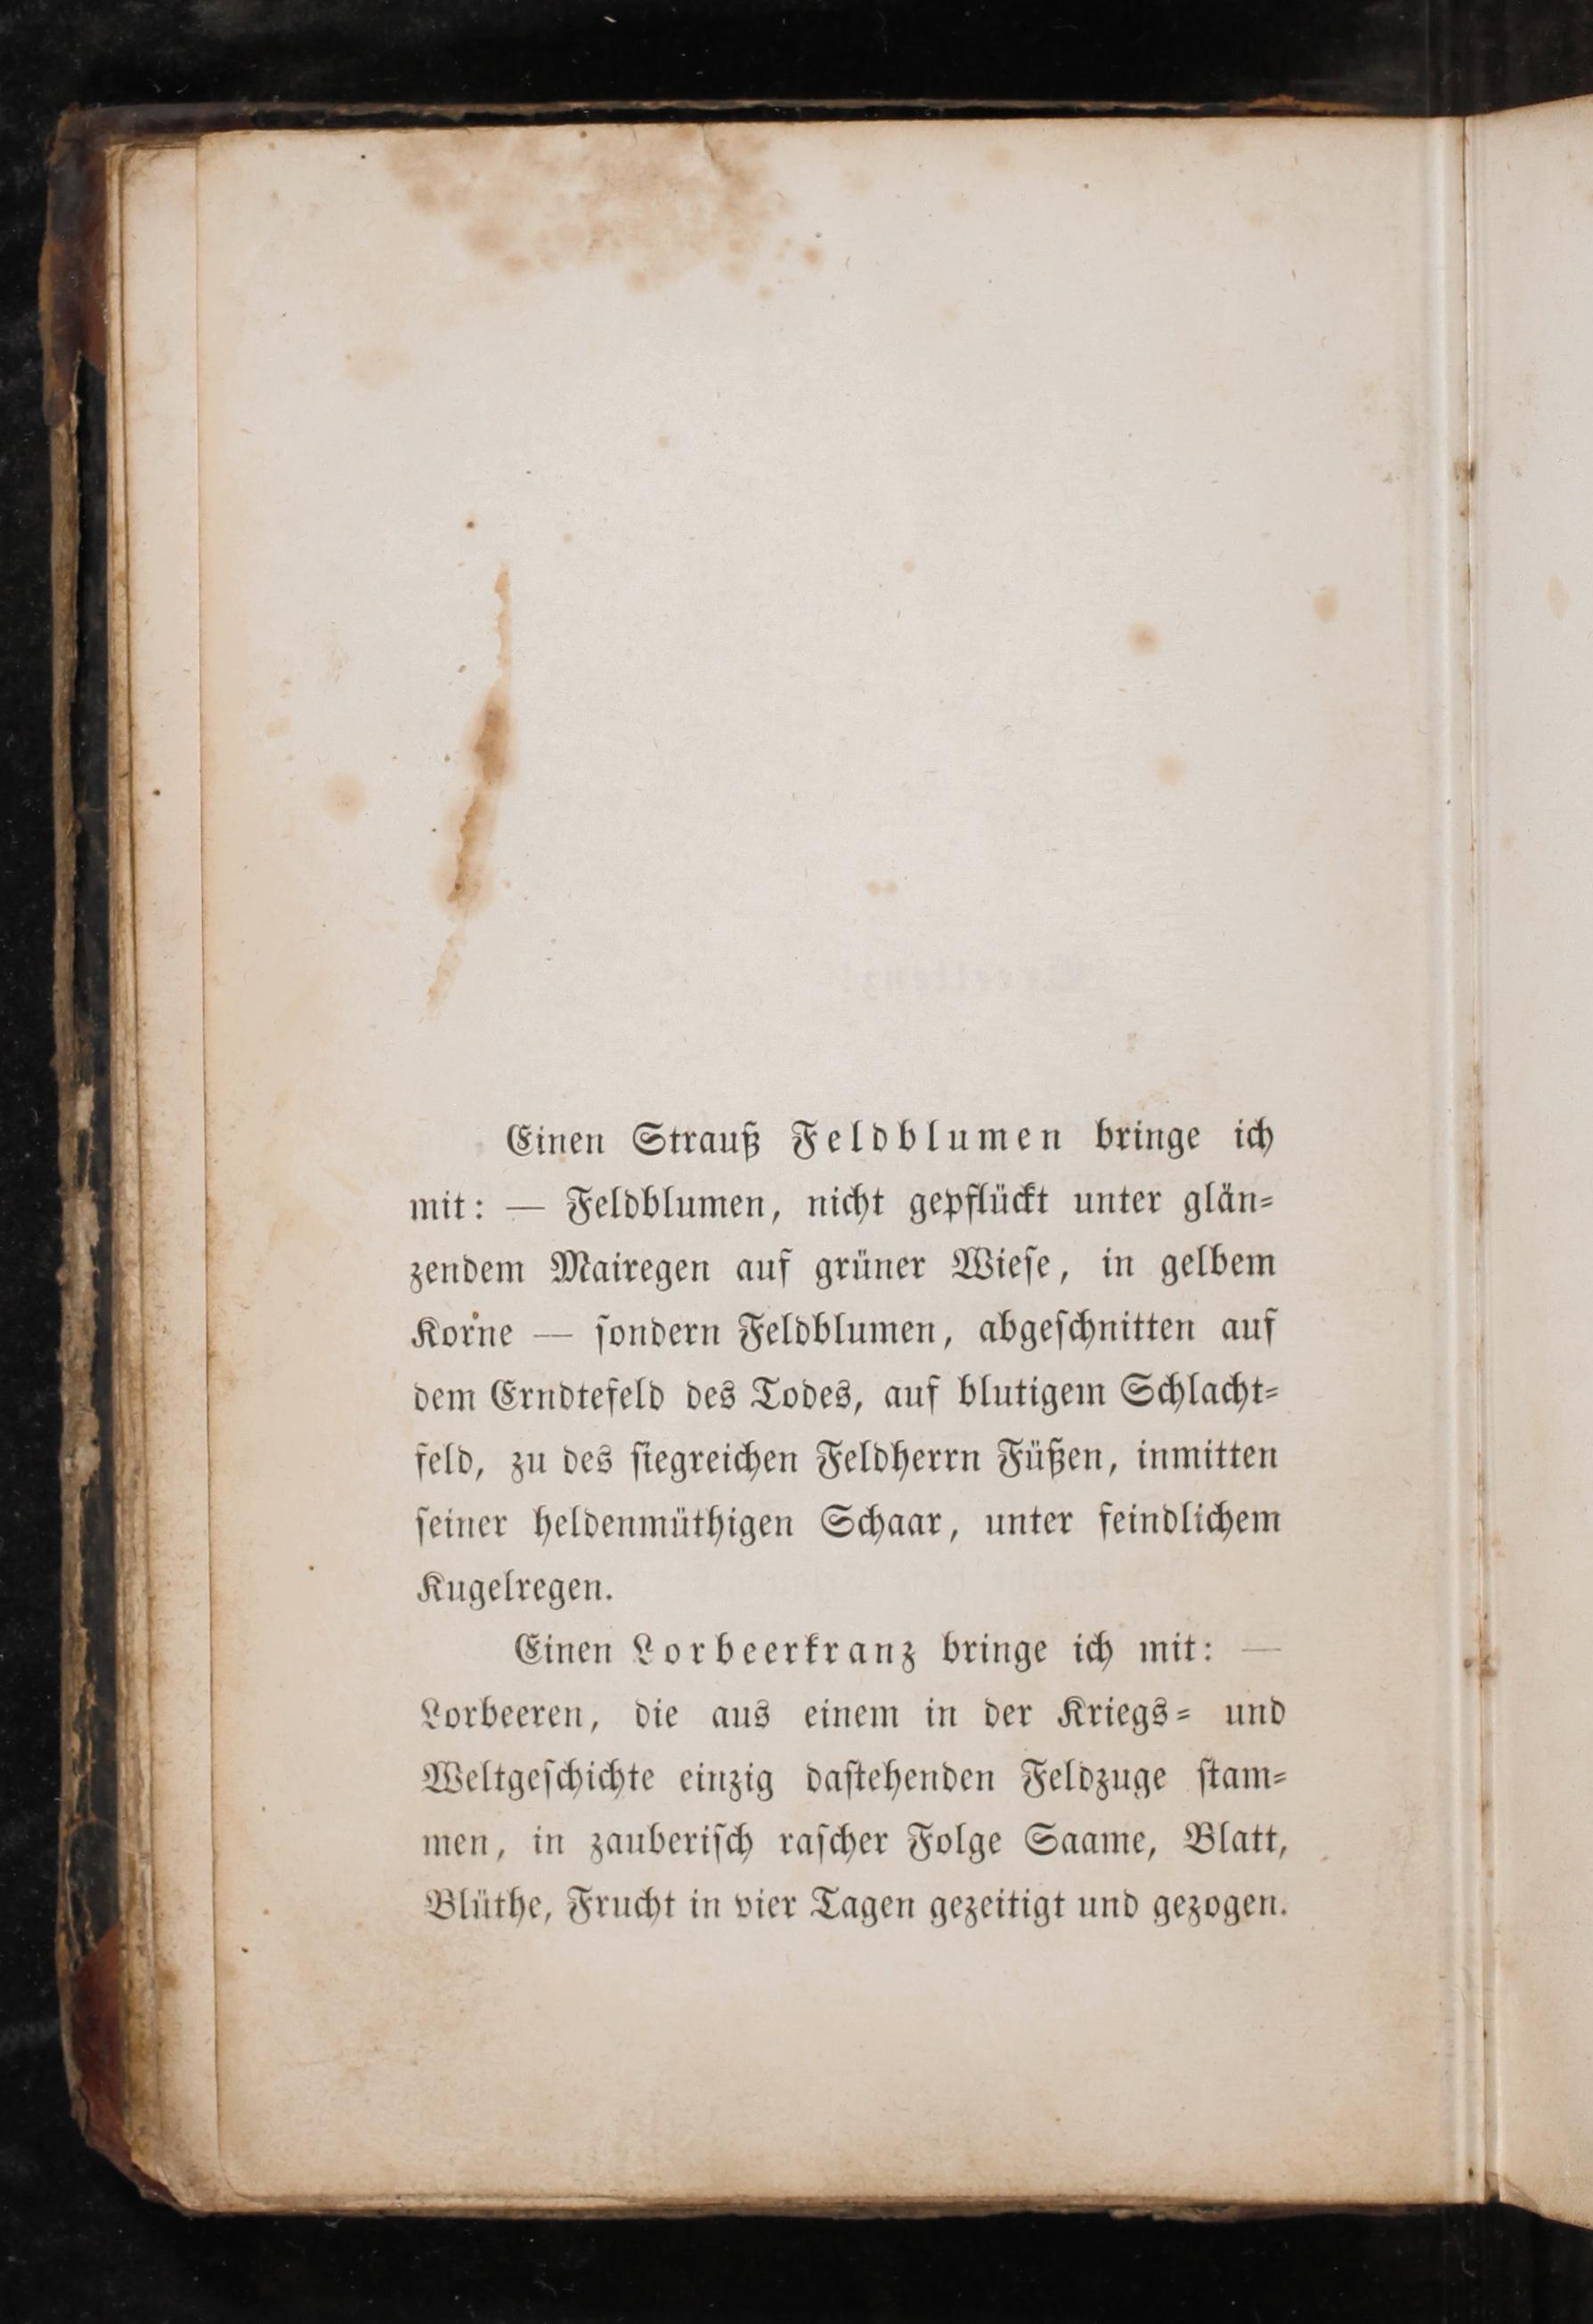 Einen Strauß Feldblumen bringe ich
mit: — Feldblumen, nicht gepflückt unter glän⸗
zendem Mairegen auf grüner Wieſe, in gelbem
Korne — ſondern Feldblumen, abgeſchnitten auf
dem Erndtefeld des Todes, auf blutigem Schlacht⸗
feld, zu des ſiegreichen Feldherrn Füßen, inmitten
ſeiner heldenmüthigen Schaar, unter feindlichem
Kugelregen.
Einen Lorbeerkranz bringe ich mit: —
Lorbeeren, die aus einem in der Kriegs⸗ und
Weltgeſchichte einzig daſtehenden Feldzuge ſtam⸗
men, in zauberiſch raſcher Folge Saame, Blatt,
Blüthe, Frucht in vier Tagen gezeitigt und gezogen.